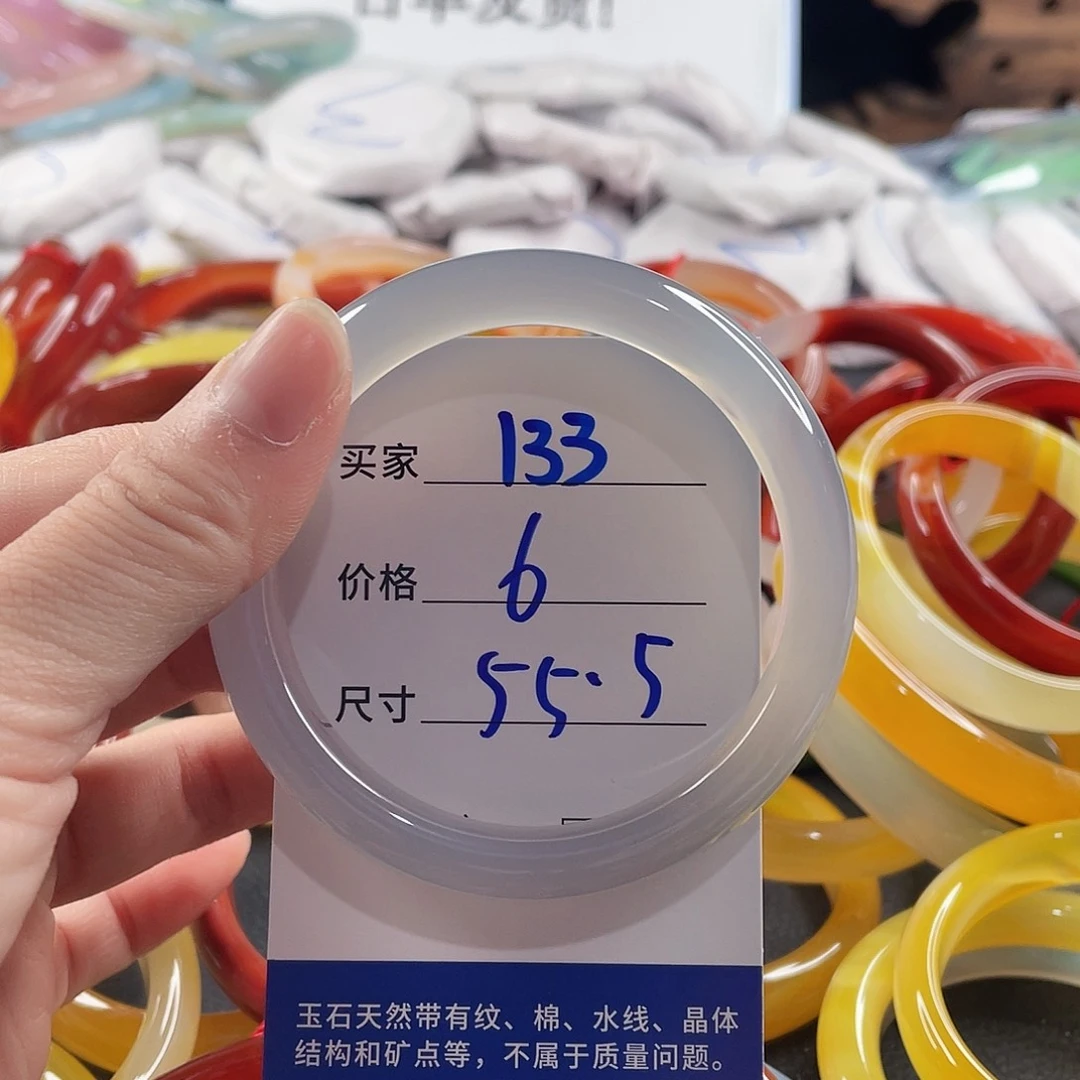 买家 133
价格 6
尺寸 55.5
玉石天然带有纹、棉、水线、晶体
结构和矿点等，不属于质量问题。